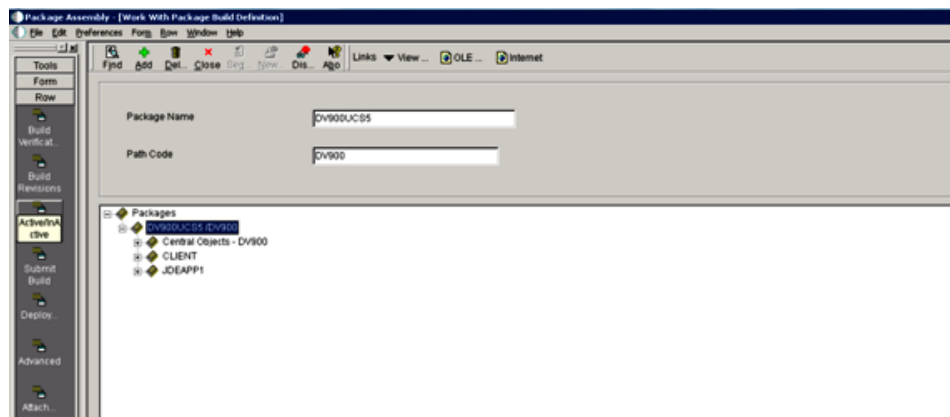 Package Assembly - [Work With Package Build Definition]
File Edit Preferences Form Row Window Help
Tools
Form
Row
Find Add Del... Close Seq... New... Dis... Abo Links View ... OLE ... Internet
Build
Verificat...
Build
Revisions
Active/InA
ctive
Submit
Build
Deploy...
Advanced
Attach...
Package Name DV900UCS5
Path Code DV900
Packages
DV900UCS5 /DV900
Central Objects - DV900
CLIENT
JDEAPP1